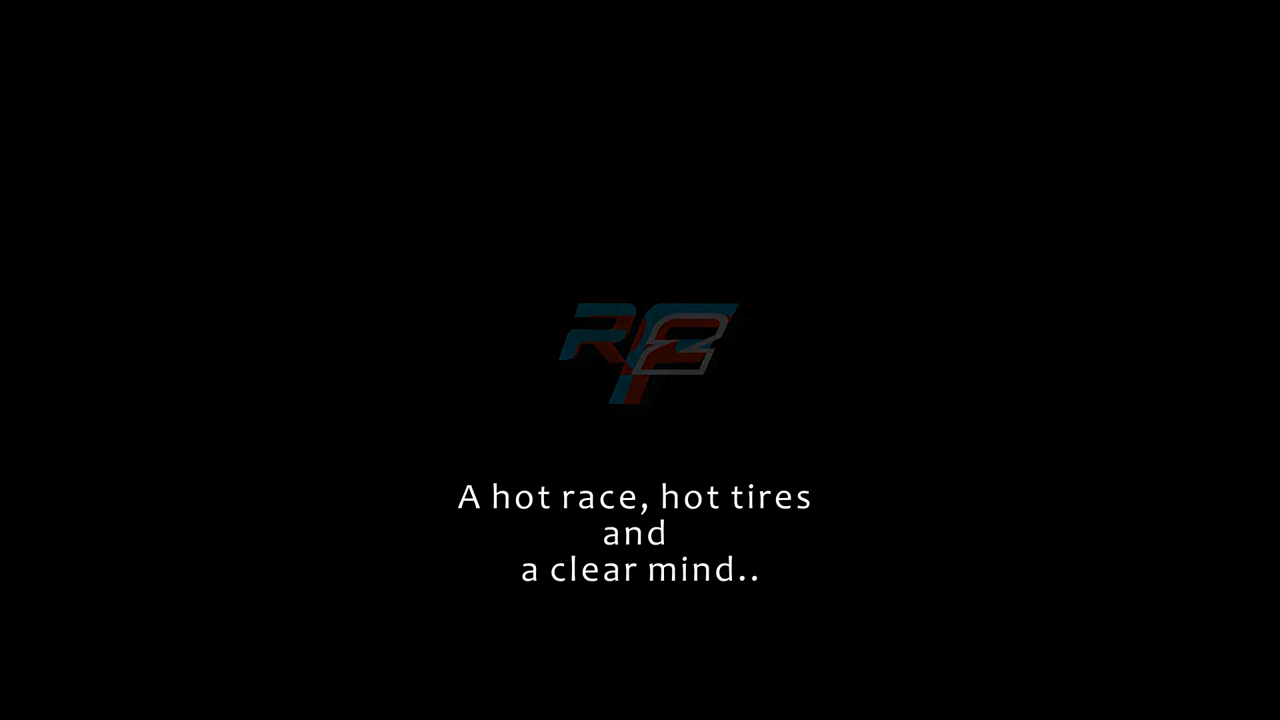 RF2
A hot race, hot tires
and
a clear mind..